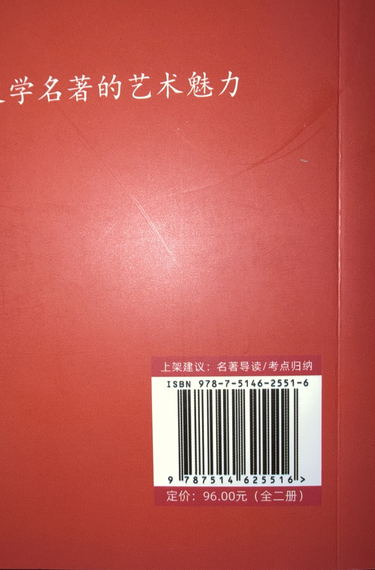 学名著的艺术魅力
上架建议：名著导读/考点归纳
ISBN 978-7-5146-2551-6
9 787514 625516 >
定价：96.00元（全二册）